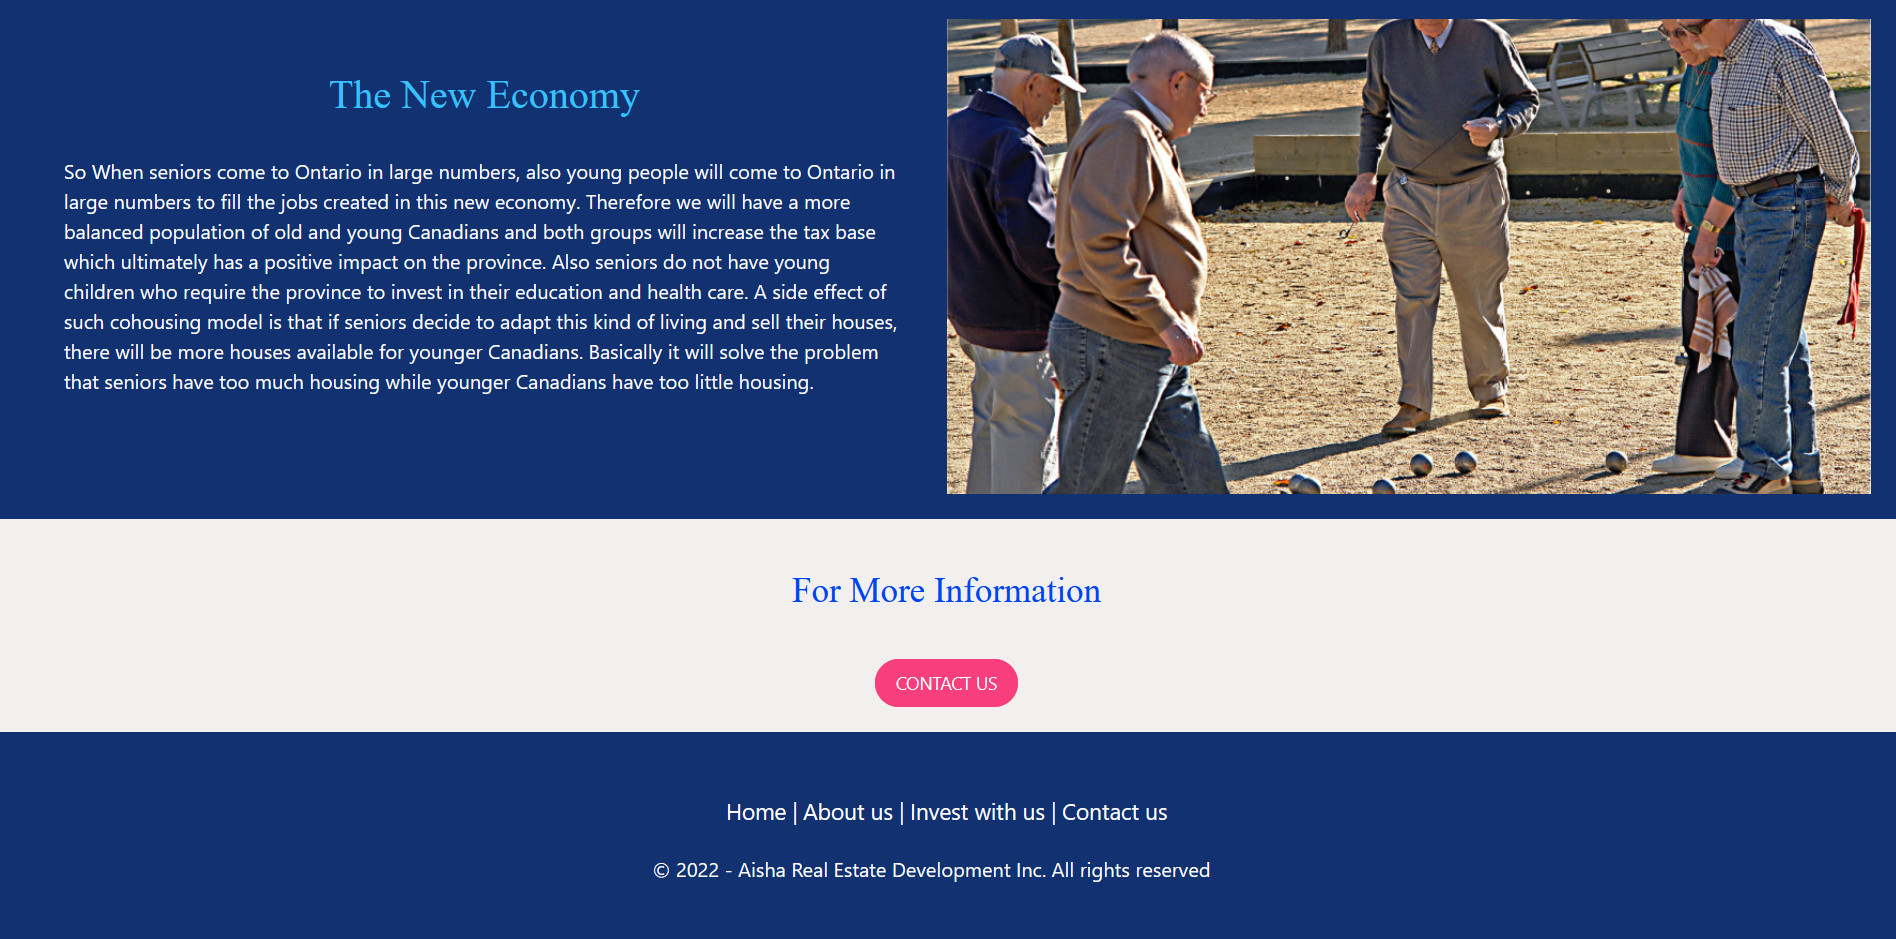 The New Economy
So When seniors come to Ontario in large numbers, also young people will come to Ontario in
large numbers to fill the jobs created in this new economy. Therefore we will have a more
balanced population of old and young Canadians and both groups will increase the tax base
which ultimately has a positive impact on the province. Also seniors do not have young
children who require the province to invest in their education and health care. A side effect of
such cohousing model is that if seniors decide to adapt this kind of living and sell their houses,
there will be more houses available for younger Canadians. Basically it will solve the problem
that seniors have too much housing while younger Canadians have too little housing.
For More Information
CONTACT US
Home | About us | Invest with us | Contact us
© 2022 - Aisha Real Estate Development Inc. All rights reserved